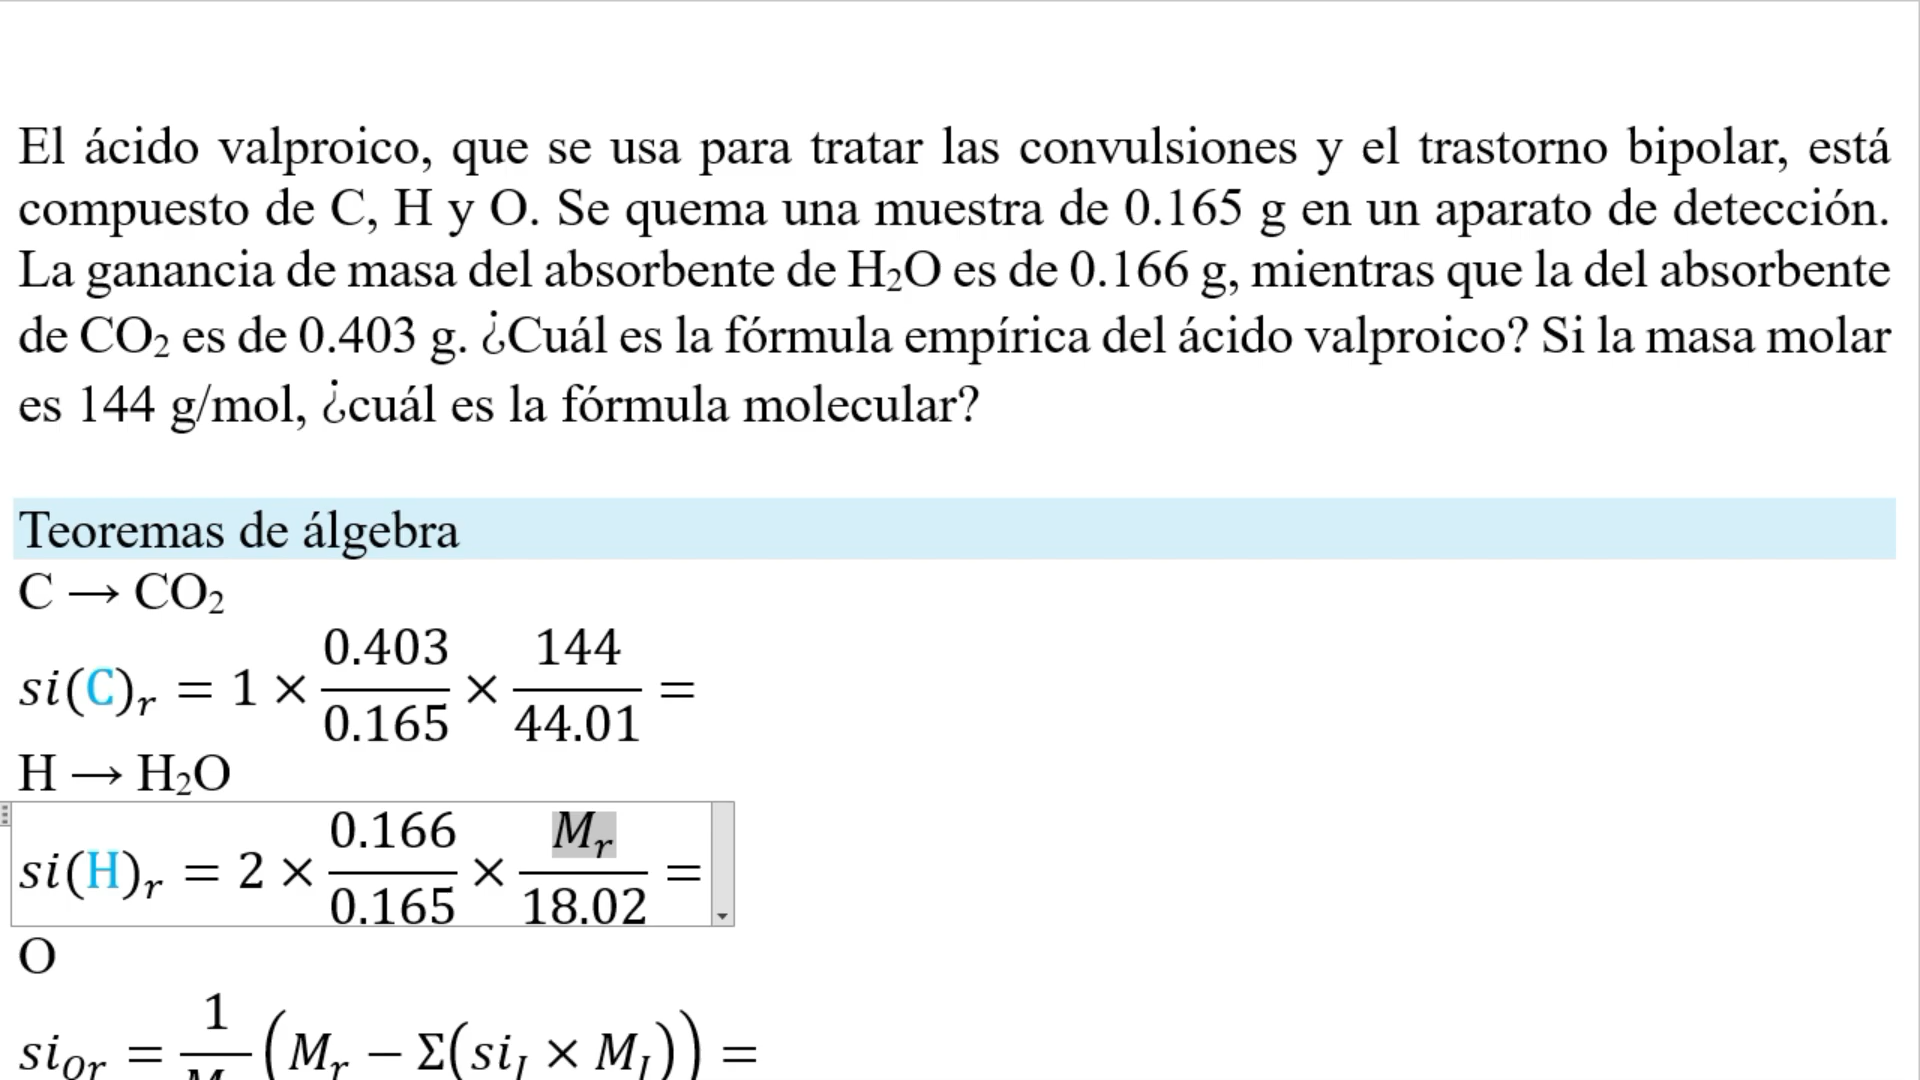 El ácido valproico, que se usa para tratar las convulsiones y el trastorno bipolar, está
compuesto de C, H y O. Se quema una muestra de 0.165 g en un aparato de detección.
La ganancia de masa del absorbente de H₂O es de 0.166 g, mientras que la del absorbente
de CO₂ es de 0.403 g. ¿Cuál es la fórmula empírica del ácido valproico? Si la masa molar
es 144 g/mol, ¿cuál es la fórmula molecular?
Teoremas de álgebra
C → CO₂
si(C)ᵣ = 1 × 0.403/0.165 × 144/44.01 =
H → H₂O
si(H)ᵣ = 2 × 0.166/0.165 × Mᵣ/18.02 =
O
si_Or = 1/M (Mᵣ − Σ(si_I × M_I)) =